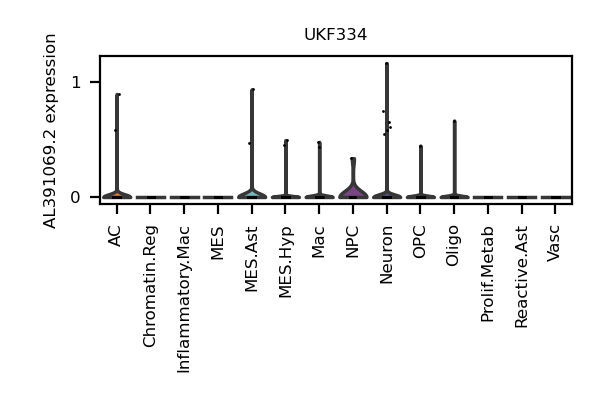 UKF334
AL391069.2 expression
1
0
AC
Chromatin.Reg
Inflammatory.Mac
MES
MES.Ast
MES.Hyp
Mac
NPC
Neuron
OPC
Oligo
Prolif.Metab
Reactive.Ast
Vasc